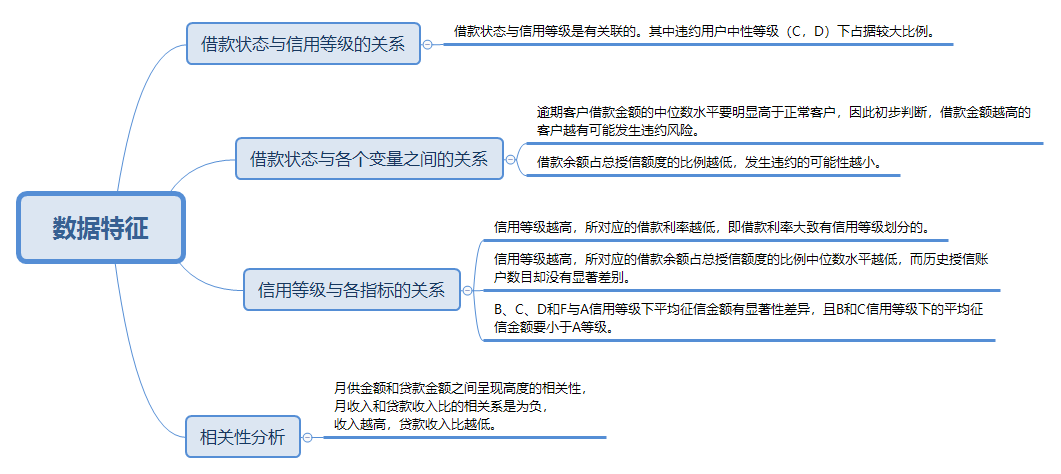 数据特征
借款状态与信用等级的关系
借款状态与信用等级是有关联的。其中违约用户中性等级（C，D）下占据较大比例。
借款状态与各个变量之间的关系
逾期客户借款金额的中位数水平要明显高于正常客户，因此初步判断，借款金额越高的
客户越有可能发生违约风险。
借款余额占总授信额度的比例越低，发生违约的可能性越小。
信用等级与各指标的关系
信用等级越高，所对应的借款利率越低，即借款利率大致有信用等级划分的。
信用等级越高，所对应的借款余额占总授信额度的比例中位数水平越低，而历史授信账
户数目却没有显著差别。
B、C、D和F与A信用等级下平均征信金额有显著性差异，且B和C信用等级下的平均征
信金额要小于A等级。
相关性分析
月供金额和贷款金额之间呈现高度的相关性，
月收入和贷款收入比的相关系是为负，
收入越高，贷款收入比越低。